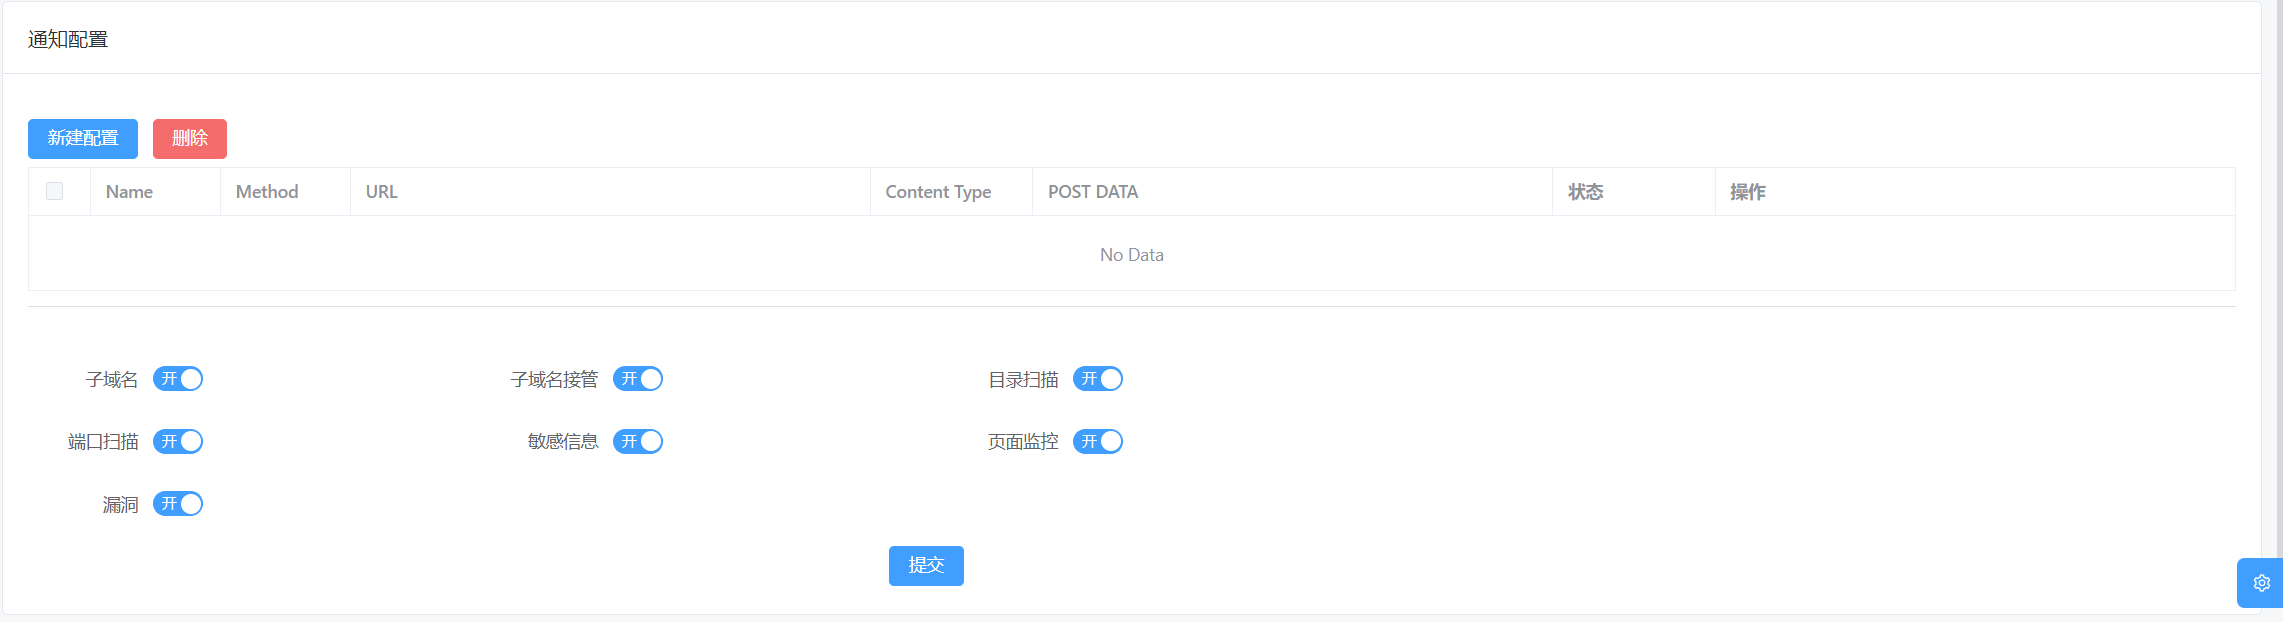 通知配置
新建配置 删除
Name Method URL Content Type POST DATA 状态 操作
No Data
子域名 开 子域名接管 开 目录扫描 开
端口扫描 开 敏感信息 开 页面监控 开
漏洞 开
提交